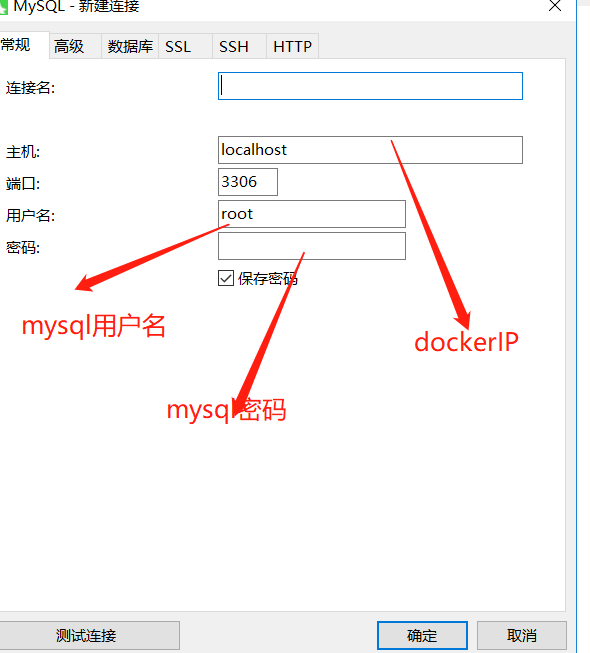 MySQL - 新建连接
常规 高级 数据库 SSL SSH HTTP
连接名:
主机: localhost
端口: 3306
用户名: root
密码:
保存密码
mysql用户名
dockerIP
mysql密码
测试连接 确定 取消